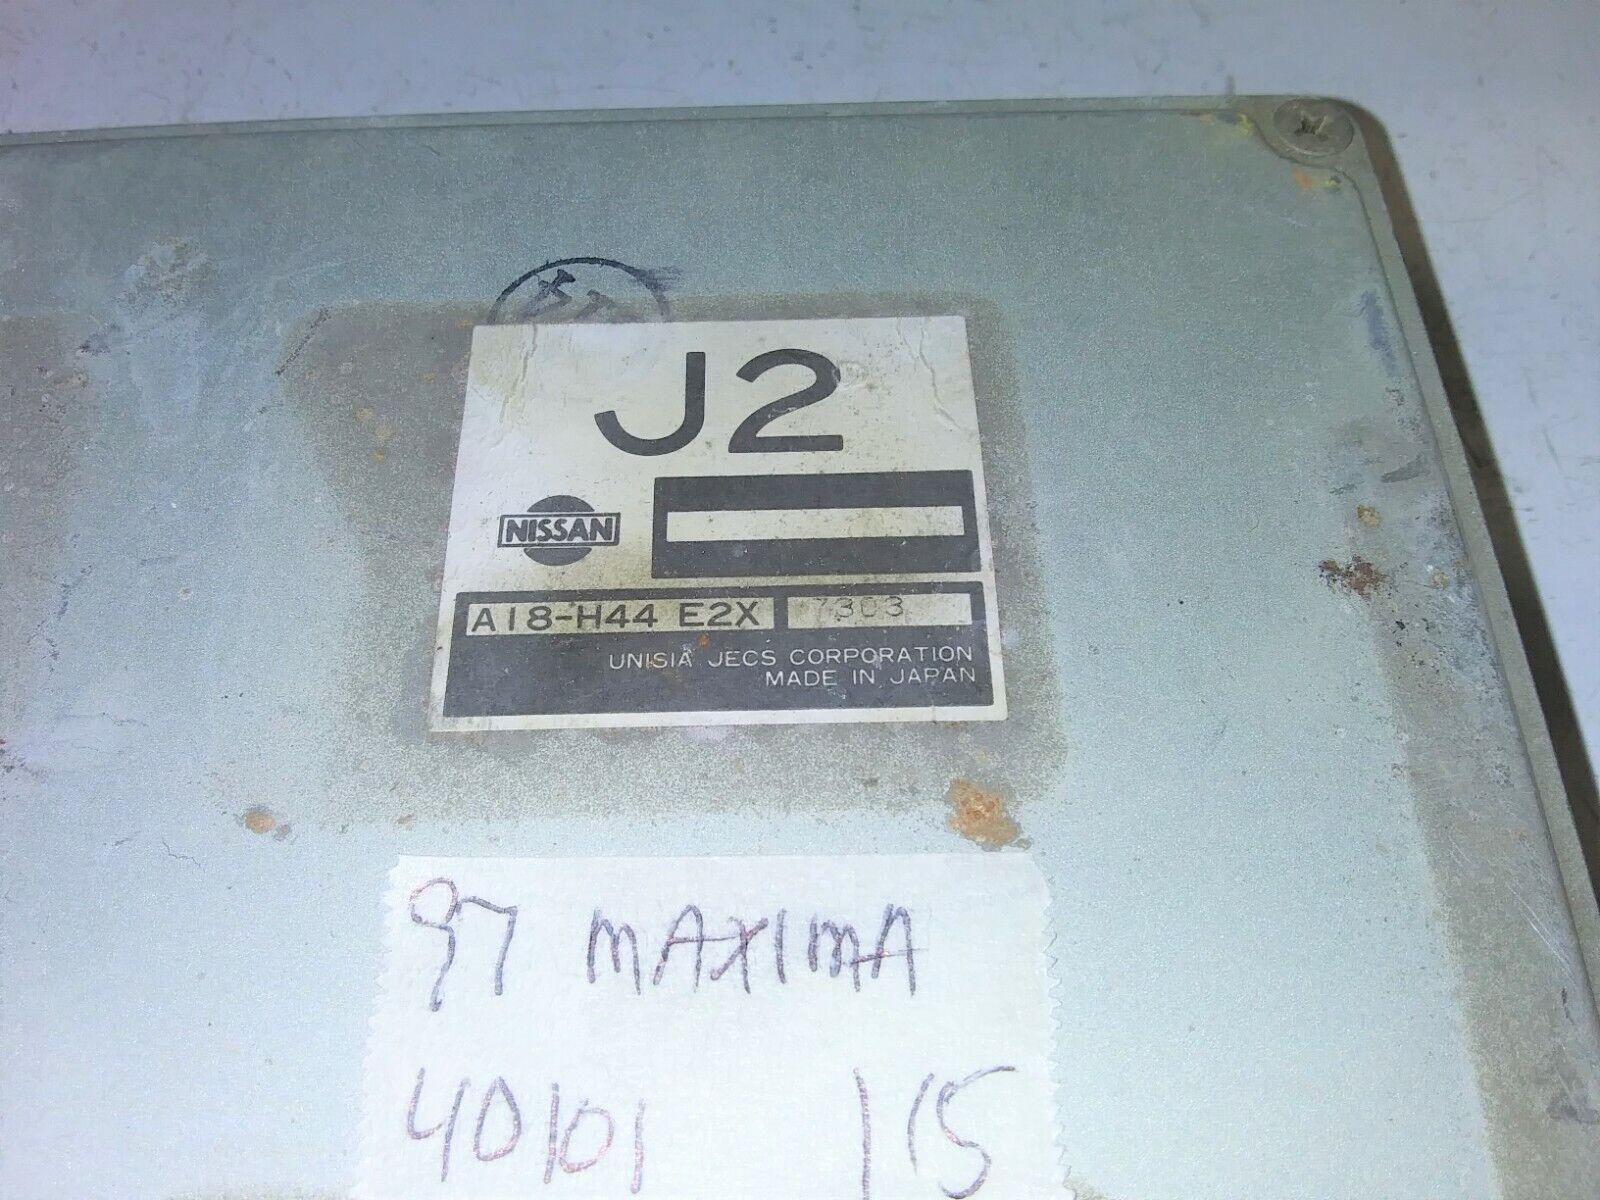 J2
NISSAN
A18-H44 E2X 7303
UNISIA JECS CORPORATION
MADE IN JAPAN
97 MAXIMA
40101 115